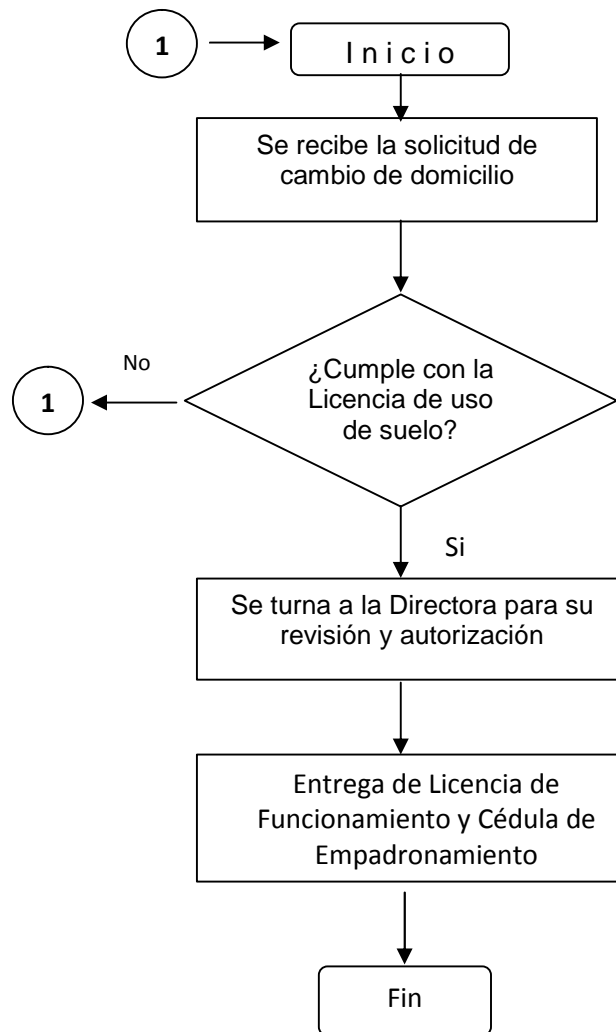 1
I n i c i o
Se recibe la solicitud de
cambio de domicilio
¿Cumple con la
Licencia de uso
de suelo?
No
1
Si
Se turna a la Directora para su
revisión y autorización
Entrega de Licencia de
Funcionamiento y Cédula de
Empadronamiento
Fin